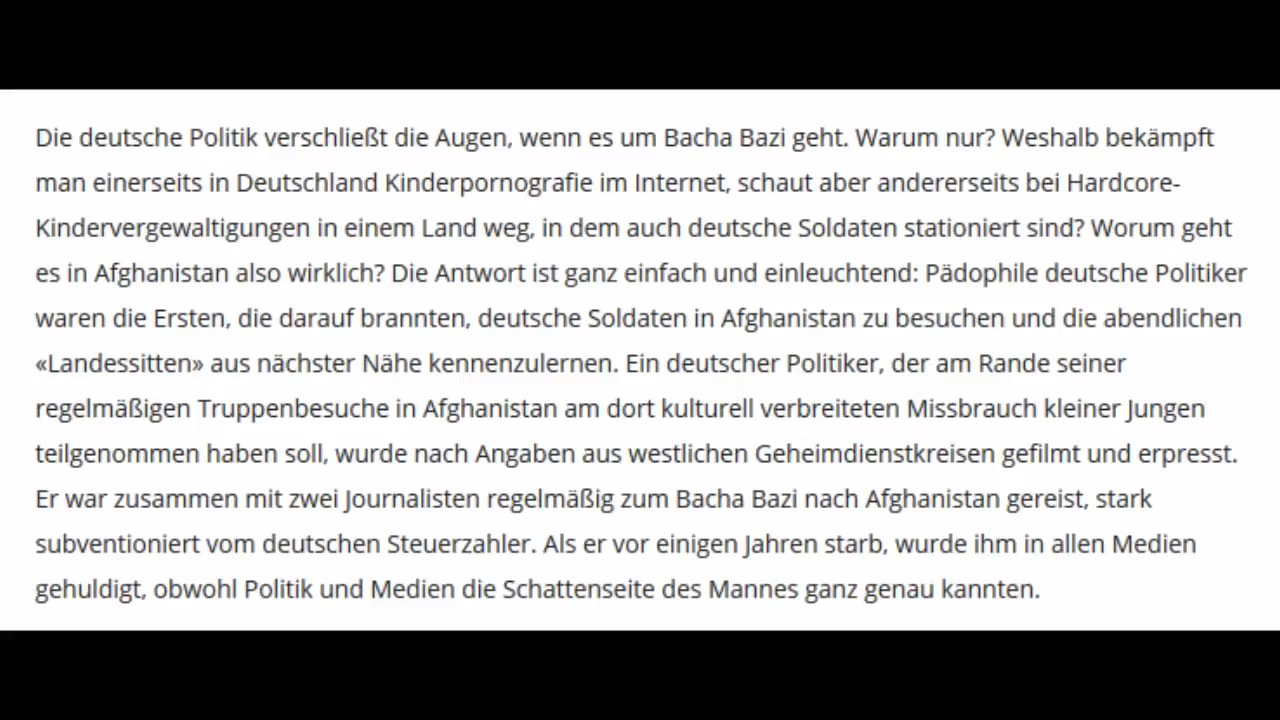 Die deutsche Politik verschließt die Augen, wenn es um Bacha Bazi geht. Warum nur? Weshalb bekämpft
man einerseits in Deutschland Kinderpornografie im Internet, schaut aber andererseits bei Hardcore-
Kindervergewaltigungen in einem Land weg, in dem auch deutsche Soldaten stationiert sind? Worum geht
es in Afghanistan also wirklich? Die Antwort ist ganz einfach und einleuchtend: Pädophile deutsche Politiker
waren die Ersten, die darauf brannten, deutsche Soldaten in Afghanistan zu besuchen und die abendlichen
«Landessitten» aus nächster Nähe kennenzulernen. Ein deutscher Politiker, der am Rande seiner
regelmäßigen Truppenbesuche in Afghanistan am dort kulturell verbreiteten Missbrauch kleiner Jungen
teilgenommen haben soll, wurde nach Angaben aus westlichen Geheimdienstkreisen gefilmt und erpresst.
Er war zusammen mit zwei Journalisten regelmäßig zum Bacha Bazi nach Afghanistan gereist, stark
subventioniert vom deutschen Steuerzahler. Als er vor einigen Jahren starb, wurde ihm in allen Medien
gehuldigt, obwohl Politik und Medien die Schattenseite des Mannes ganz genau kannten.